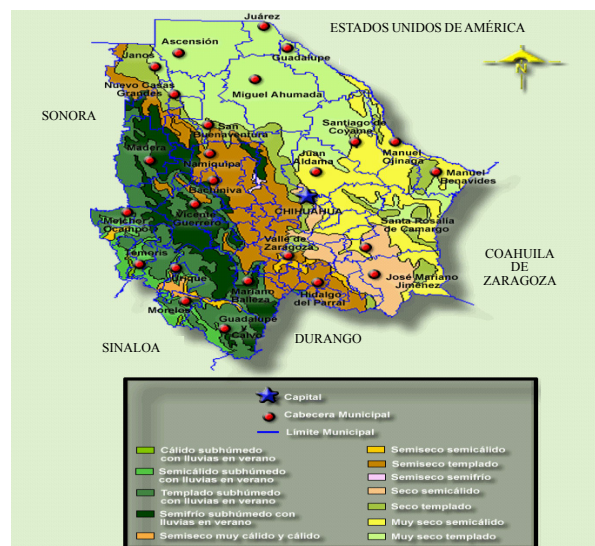 ESTADOS UNIDOS DE AMÉRICA
Juárez
Ascensión
Guadalupe
Janos
N
Nuevo Casas
Grandes
Miguel Ahumada
SONORA
Santiago de
Coyame
San
Buenaventura
Madera
Juan
Aldama
Manuel
Ojinaga
Namiquipa
Manuel
Benavides
Bachiniva
CHIHUAHUA
Vicente
Guerrero
Melchor
Ocampo
Santa Rosalía
de Camargo
Valle de
Zaragoza
COAHUILA
DE
ZARAGOZA
Témoris
Urique
José Mariano
Jiménez
Mariano
Balleza
Hidalgo
del Parral
Morelos
Guadalupe
y
Calvo
DURANGO
SINALOA
Capital
Cabecera Municipal
Límite Municipal
Cálido subhúmedo
con lluvias en verano
Semicálido subhúmedo
con lluvias en verano
Templado subhúmedo
con lluvias en verano
Semifrío subhúmedo con
lluvias en verano
Semiseco muy cálido y cálido
Semiseco semicálido
Semiseco templado
Semiseco semifrío
Seco semicálido
Seco templado
Muy seco semicálido
Muy seco templado